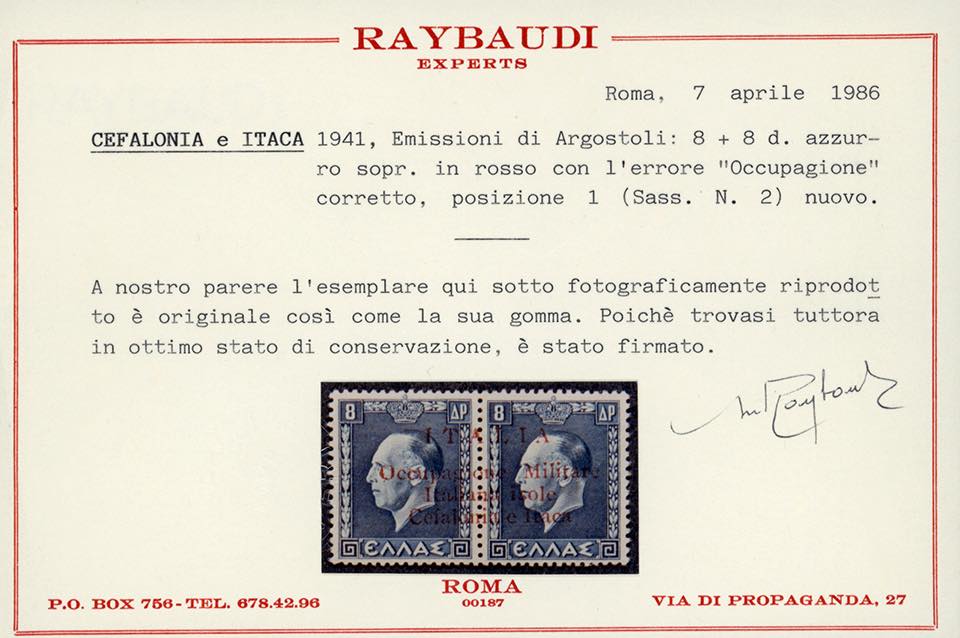 RAYBAUDI
EXPERTS
Roma, 7 aprile 1986
CEFALONIA e ITACA 1941, Emissioni di Argostoli: 8 + 8 d. azzur-
ro sopr. in rosso con l'errore "Occupagione"
corretto, posizione 1 (Sass. N. 2) nuovo.
A nostro parere l'esemplare qui sotto fotograficamente riprodot
to è originale così come la sua gomma. Poichè trovasi tuttora
in ottimo stato di conservazione, è stato firmato.
8 ΔΡ 8 ΔΡ
ITALIA
Occupazione Militare
Italiana isole
Cefalonia e Itaca
ΕΛΛΑΣ ΕΛΛΑΣ
ROMA
00187
P.O. BOX 756 - TEL. 678.42.96
VIA DI PROPAGANDA, 27